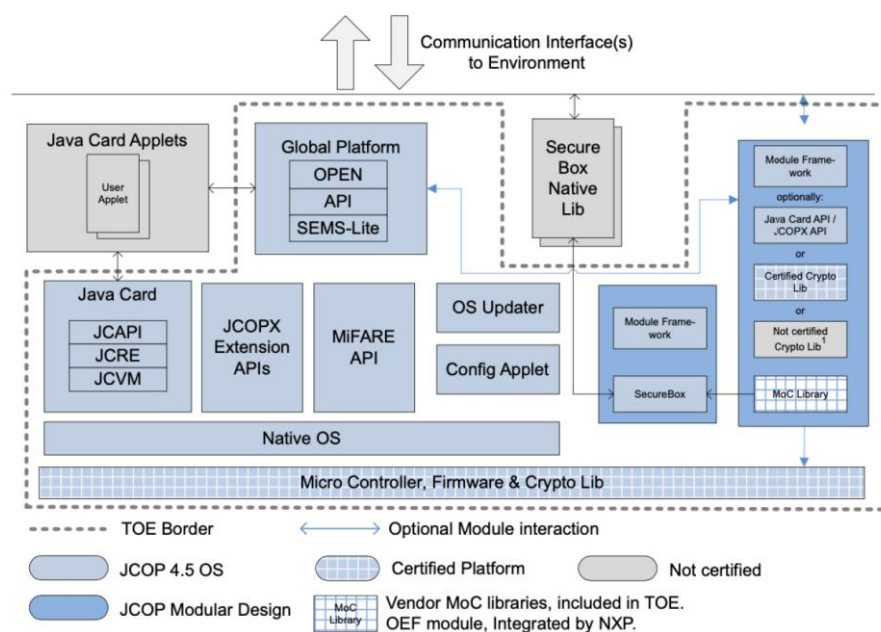 Communication Interface(s)
to Environment
Java Card Applets
User
Applet
Global Platform
OPEN
API
SEMS-Lite
Secure
Box
Native
Lib
Module Frame-
work
optionally:
Java Card API /
JCOPX API
or
Certified Crypto
Lib
or
Not certified
Crypto Lib1
MoC Library
Java Card
JCAPI
JCRE
JCVM
JCOPX
Extension
APIs
MiFARE
API
OS Updater
Config Applet
Module Frame-
work
SecureBox
Native OS
Micro Controller, Firmware & Crypto Lib
TOE Border
Optional Module interaction
JCOP 4.5 OS
Certified Platform
Not certified
JCOP Modular Design
MoC
Library
Vendor MoC libraries, included in TOE.
OEF module, Integrated by NXP.